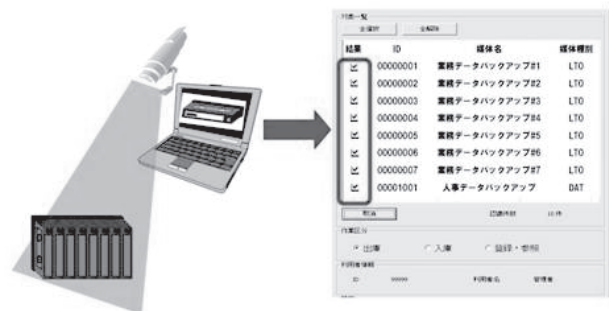 列表一覧
全選択 全解除
結果 ID 媒体名 媒体種別
00000001 業務データバックアップ#1 LTO
00000002 業務データバックアップ#2 LTO
00000003 業務データバックアップ#3 LTO
00000004 業務データバックアップ#4 LTO
00000005 業務データバックアップ#5 LTO
00000006 業務データバックアップ#6 LTO
00000007 業務データバックアップ#7 LTO
00001001 人事データバックアップ DAT
取消
作業区分
出庫 入庫 登録・参照
利用者情報
ID 利用者名 管理者